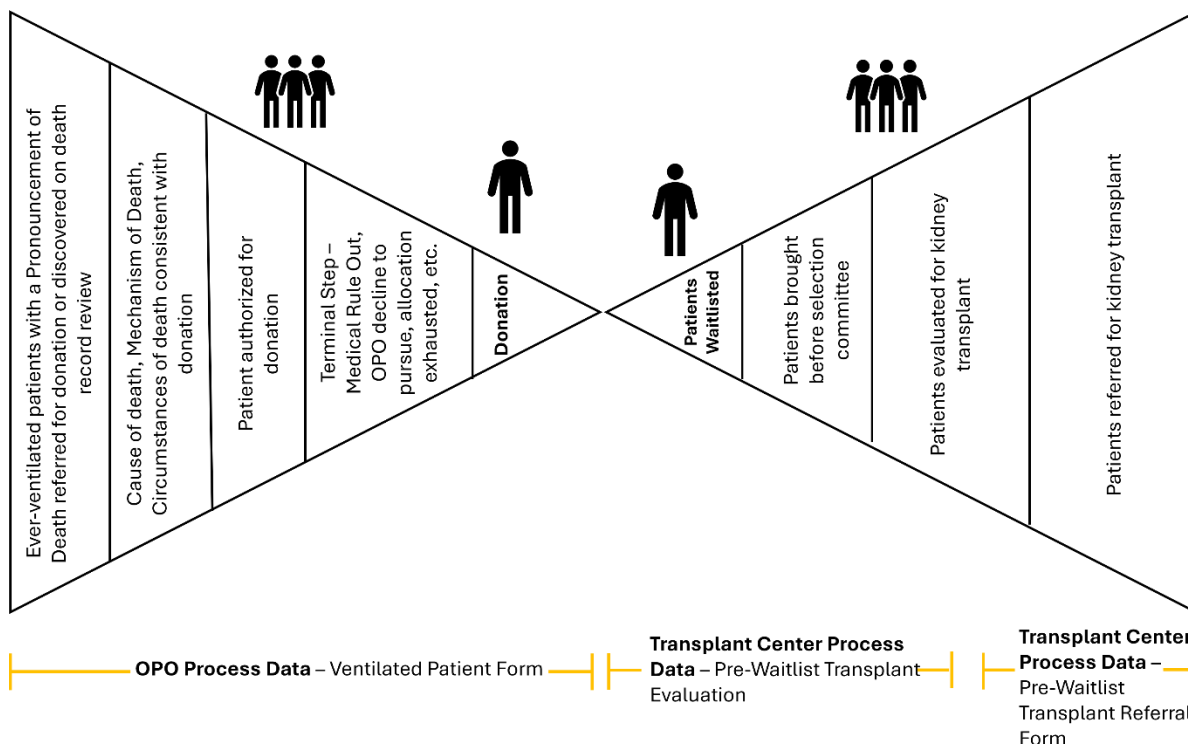 Ever-ventilated patients with a Pronouncement of
Death referred for donation or discovered on death
record review
Cause of death, Mechanism of Death,
Circumstances of death consistent with
donation
Patient authorized for
donation
Terminal Step –
Medical Rule Out,
OPO decline to
pursue, allocation
exhausted, etc.
Donation
Patients
Waitlisted
Patients brought
before selection
committee
Patients evaluated for kidney
transplant
Patients referred for kidney transplant
OPO Process Data – Ventilated Patient Form
Transplant Center Process
Data – Pre-Waitlist Transplant
Evaluation
Transplant Center
Process Data –
Pre-Waitlist
Transplant Referral
Form